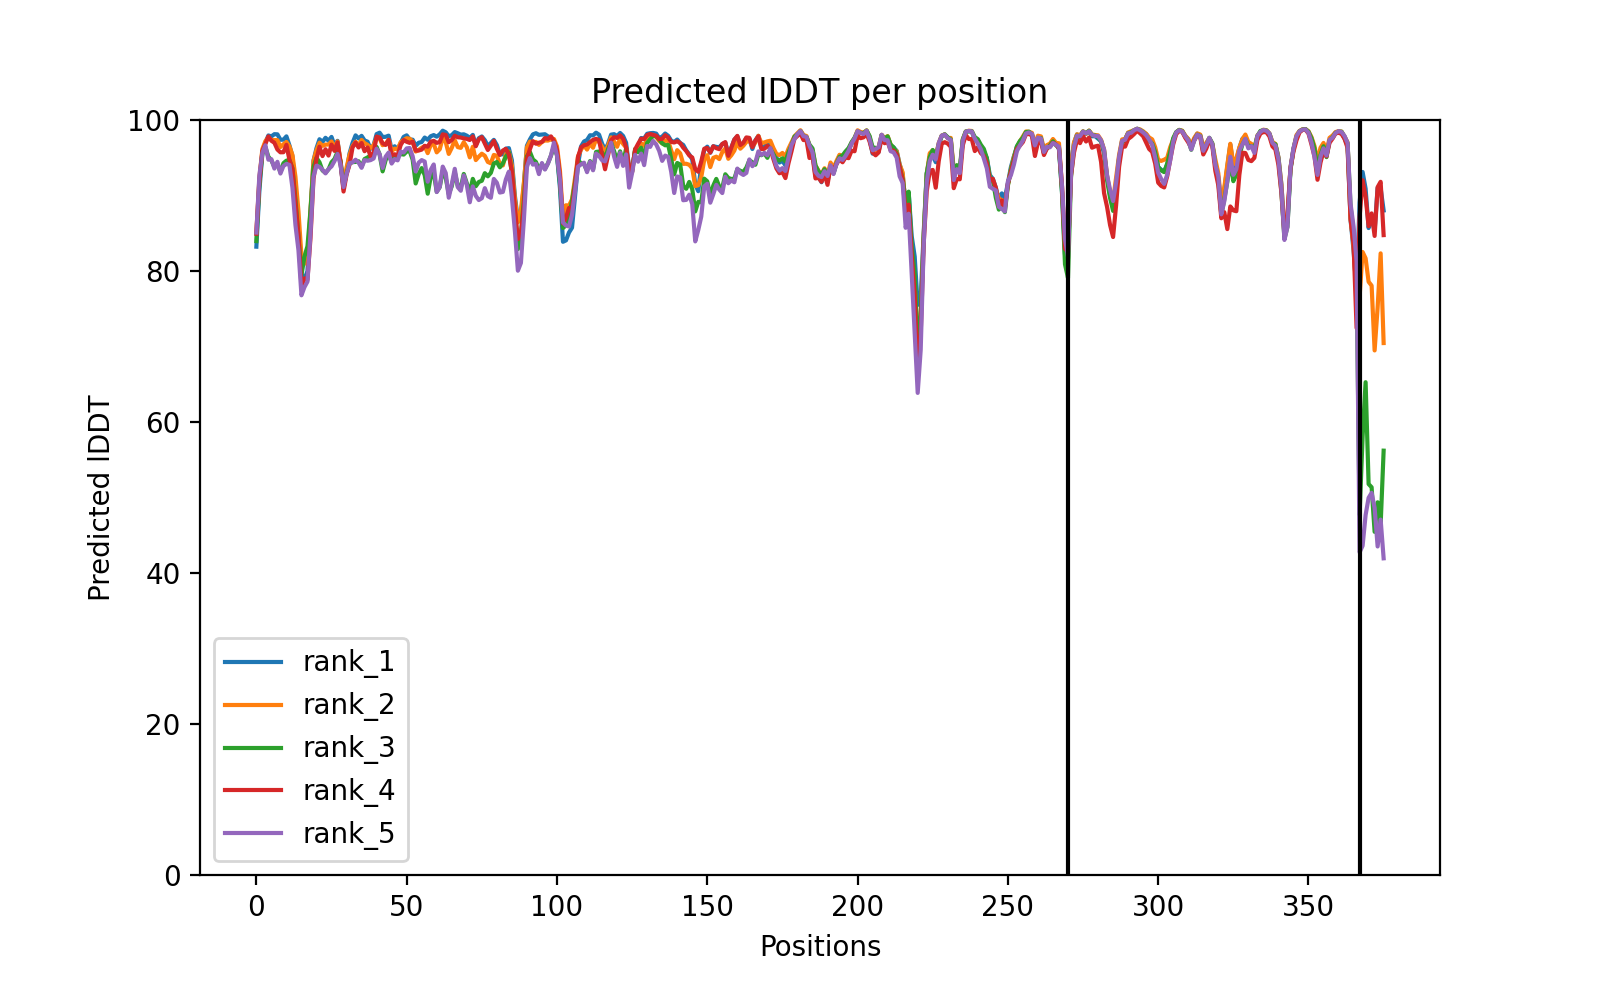 Predicted lDDT per position
Predicted lDDT
100
80
60
40
20
0
rank_1
rank_2
rank_3
rank_4
rank_5
0 50 100 150 200 250 300 350
Positions